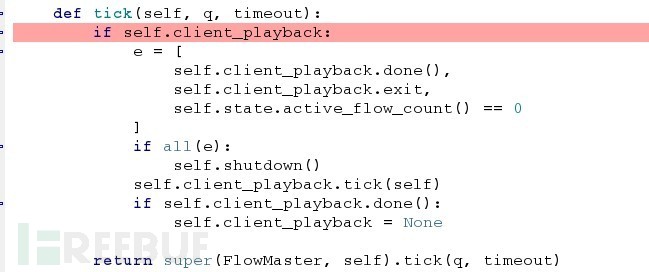 def tick(self, q, timeout):
    if self.client_playback:
        e = [
            self.client_playback.done(),
            self.client_playback.exit,
            self.state.active_flow_count() == 0
        ]
        if all(e):
            self.shutdown()
        self.client_playback.tick(self)
        if self.client_playback.done():
            self.client_playback = None
FREEBUF
    return super(FlowMaster, self).tick(q, timeout)